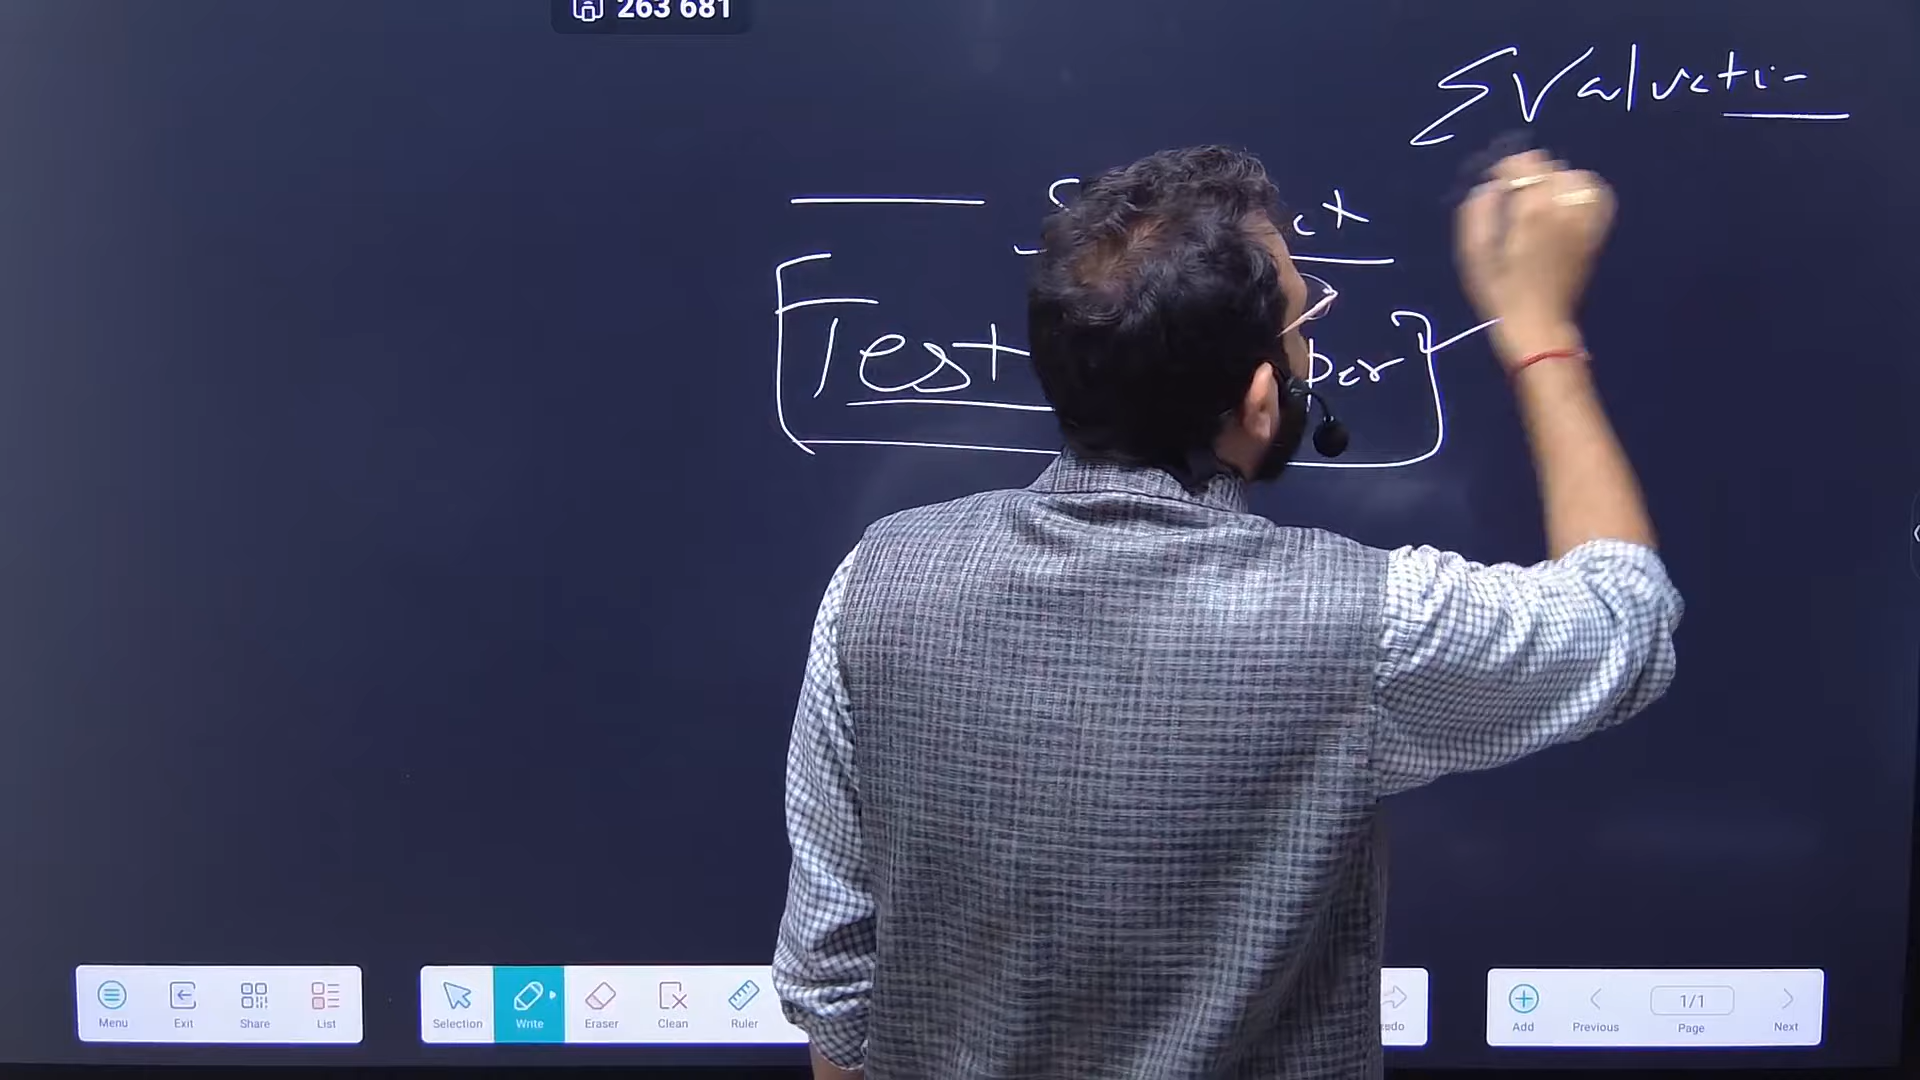 263 681
Evaluation
Test
Menu Exit Share List Selection Write Eraser Clean Ruler Add Previous 1/1 Page Next